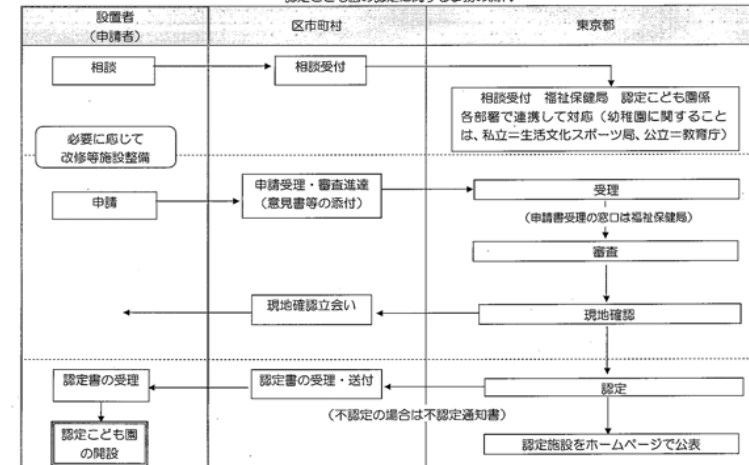 設置者
（申請者）
区市町村
東京都
相談
相談受付
相談受付　福祉保健局　認定こども園係
各部署で連携して対応（幼稚園に関すること
は、私立＝生活文化スポーツ局、公立＝教育庁）
必要に応じて
改修等施設整備
申請
申請受理・審査進達
（意見書等の添付）
受理
（申請書受理の窓口は福祉保健局）
審査
現地確認立会い
現地確認
認定書の受理
認定書の受理・送付
認定
（不認定の場合は不認定通知書）
認定こども園
の開設
認定施設をホームページで公表